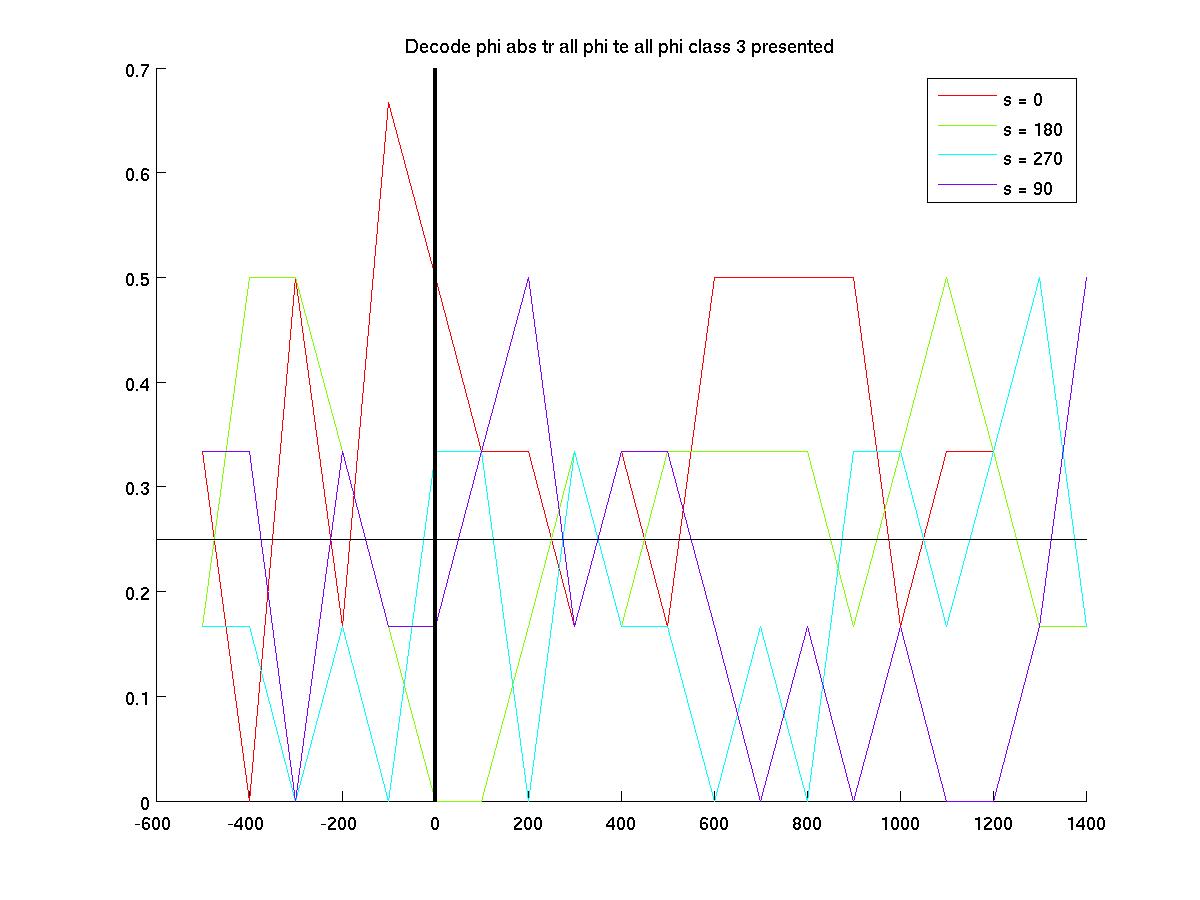 Decode phi abs tr all phi te all phi class 3 presented
0.7
s = 0
s = 180
s = 270
s = 90
0.6
0.5
0.4
0.3
0.2
0.1
0
-600 -400 -200 0 200 400 600 800 1000 1200 1400